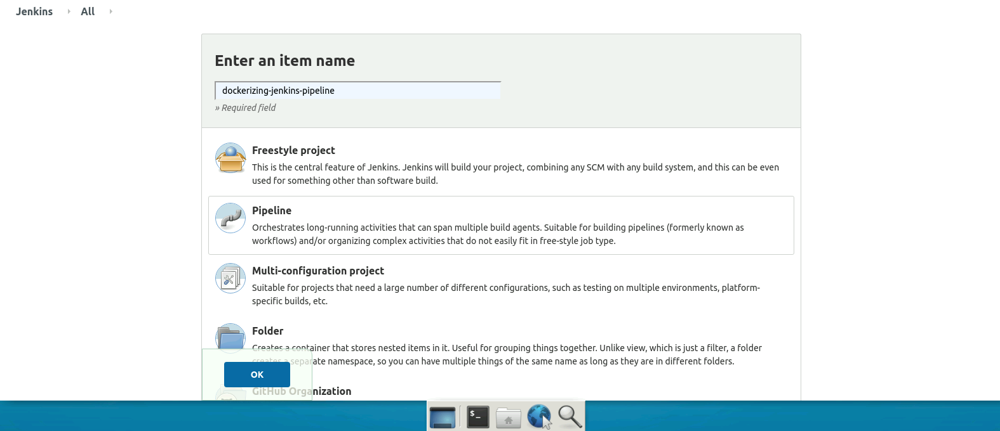 Jenkins All
Enter an item name
dockerizing-jenkins-pipeline
» Required field
Freestyle project
This is the central feature of Jenkins. Jenkins will build your project, combining any SCM with any build system, and this can be even
used for something other than software build.
Pipeline
Orchestrates long-running activities that can span multiple build agents. Suitable for building pipelines (formerly known as
workflows) and/or organizing complex activities that do not easily fit in free-style job type.
Multi-configuration project
Suitable for projects that need a large number of different configurations, such as testing on multiple environments, platform-
specific builds, etc.
Folder
Creates a container that stores nested items in it. Useful for grouping things together. Unlike view, which is just a filter, a folder
creates a separate namespace, so you can have multiple things of the same name as long as they are in different folders.
OK
GitHub Organization
$ _